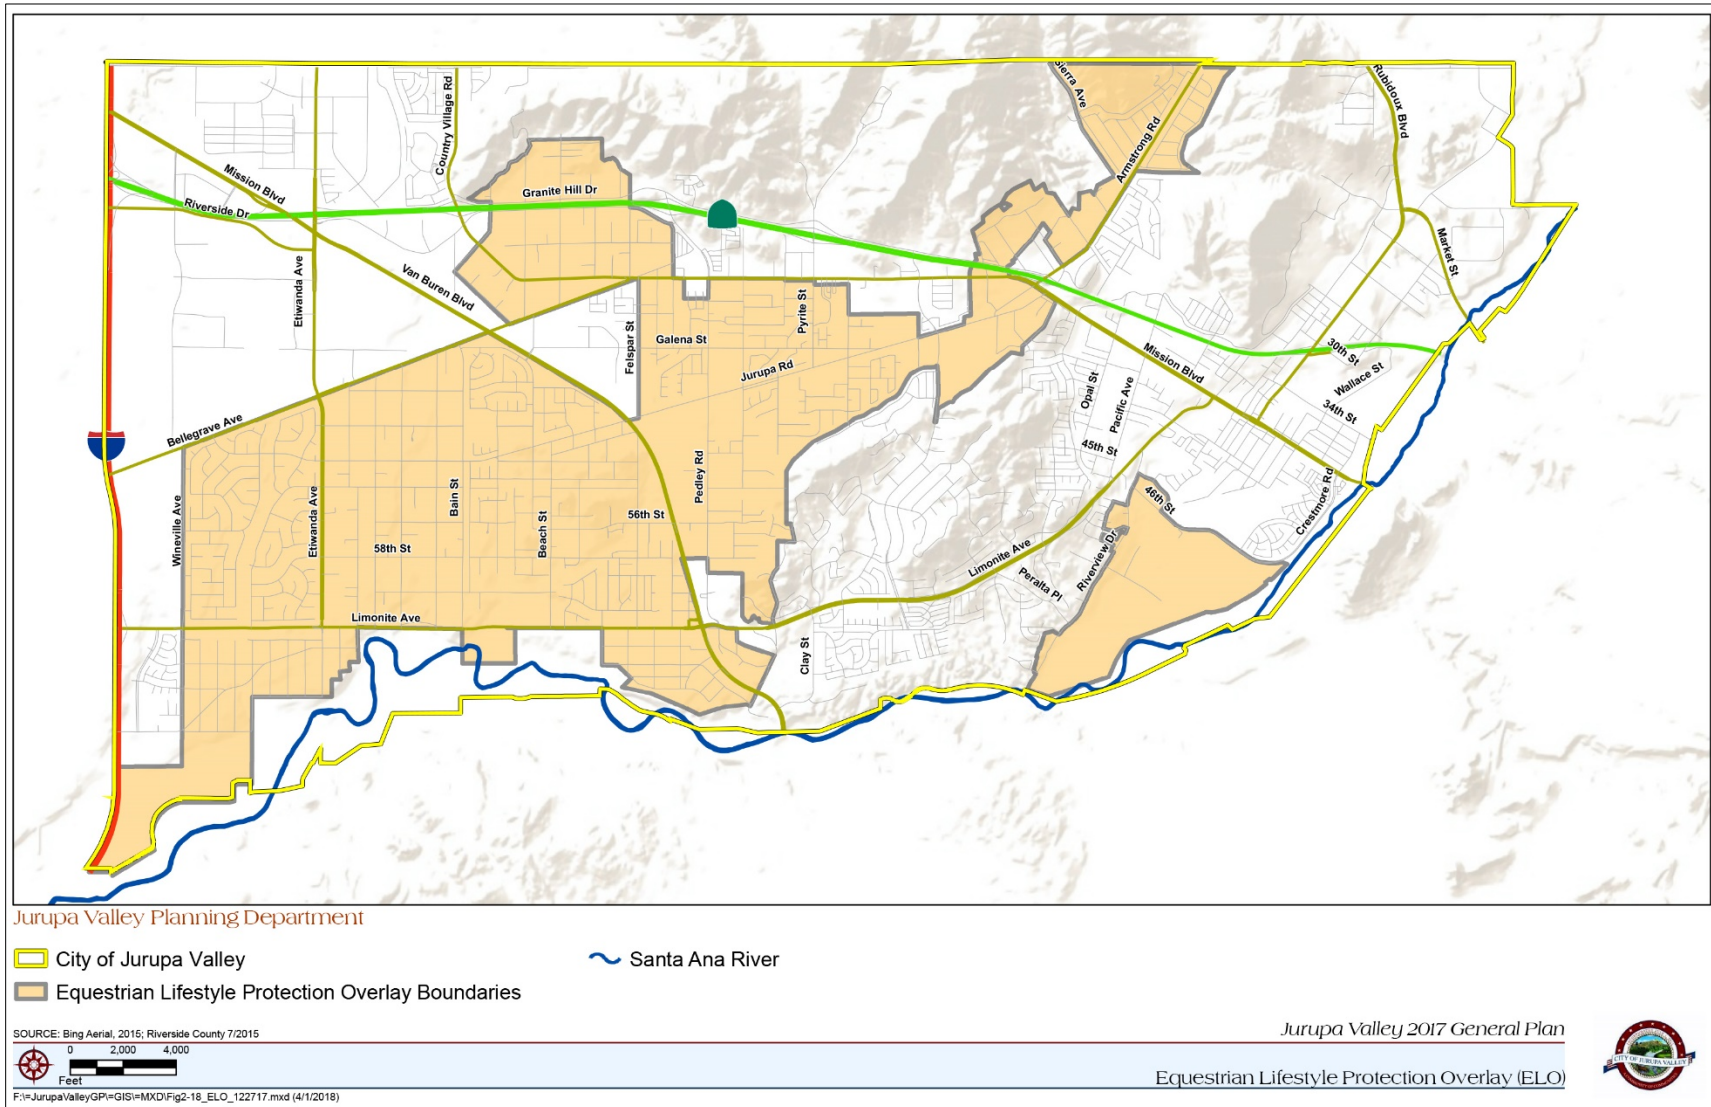 Sierra Ave
Rubidoux Blvd
Country Village Rd
Armstrong Rd
Mission Blvd
Granite Hill Dr
Riverside Dr
Market St
Etiwanda Ave
Van Buren Blvd
Pyrite St
Felspar St
Galena St
Jurupa Rd
Mission Blvd
30th St
Wallace St
34th St
Opal St
Pacific Ave
Bellegrave Ave
45th St
Pedley Rd
Bain St
46th St
Crestmore Rd
Wineville Ave
Etiwanda Ave
58th St
Beach St
56th St
Limonite Ave
Riverview Dr
Peralta Pl
Limonite Ave
Clay St
Jurupa Valley Planning Department
City of Jurupa Valley
Santa Ana River
Equestrian Lifestyle Protection Overlay Boundaries
SOURCE: Bing Aerial, 2015; Riverside County 7/2015
Jurupa Valley 2017 General Plan
0 2,000 4,000
Feet
Equestrian Lifestyle Protection Overlay (ELO)
CITY OF JURUPA VALLEY
F:\=JurupaValleyGP\=GIS\=MXD\Fig2-18_ELO_122717.mxd (4/1/2018)